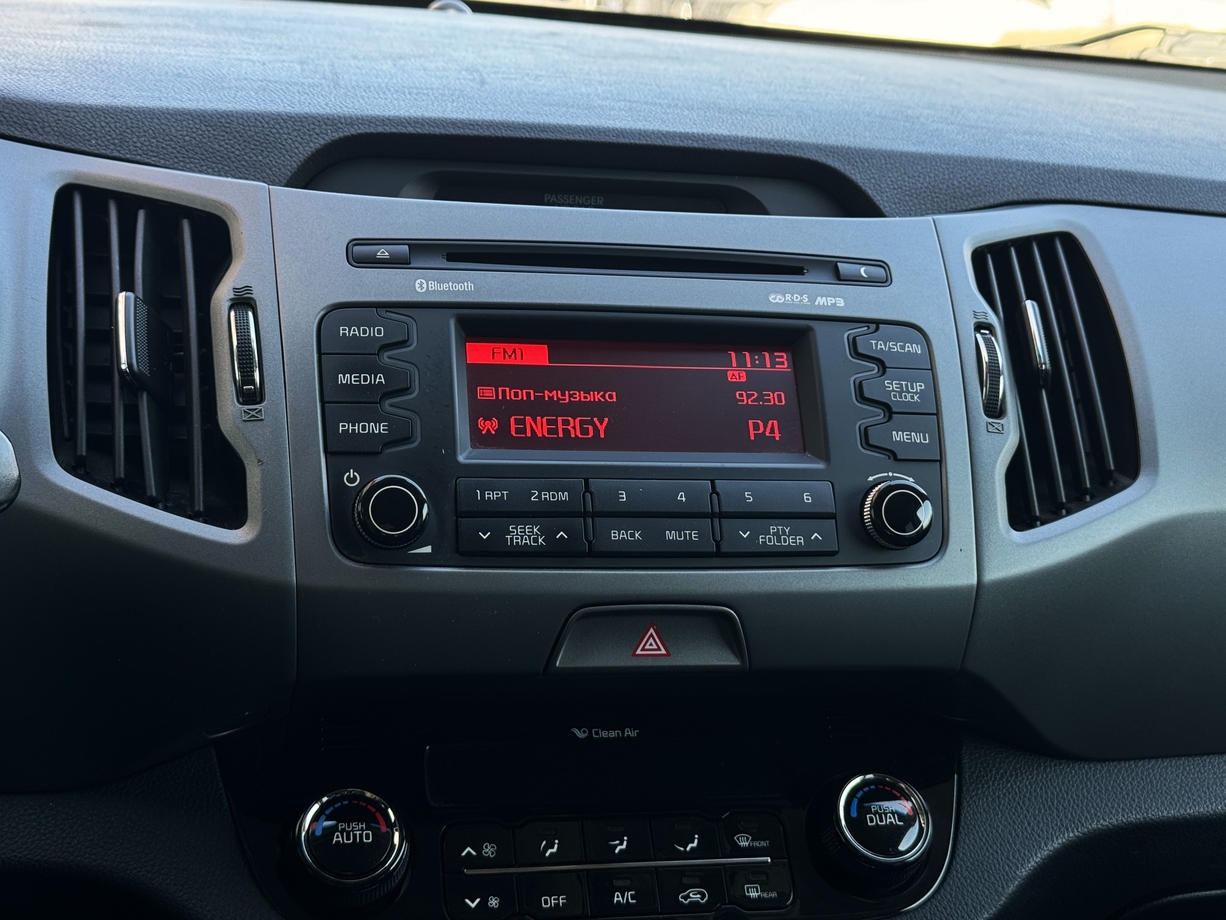 PASSENGER
Bluetooth
R·D·S MP3
RADIO
MEDIA
PHONE
FM1 11:13
AF
Поп-музыка 92.30
ENERGY P4
TA/SCAN
SETUP
CLOCK
MENU
1 RPT 2 RDM 3 4 5 6
SEEK
TRACK
BACK MUTE
PTY
FOLDER
Clean Air
PUSH
AUTO
PUSH
DUAL
FRONT
OFF A/C
REAR